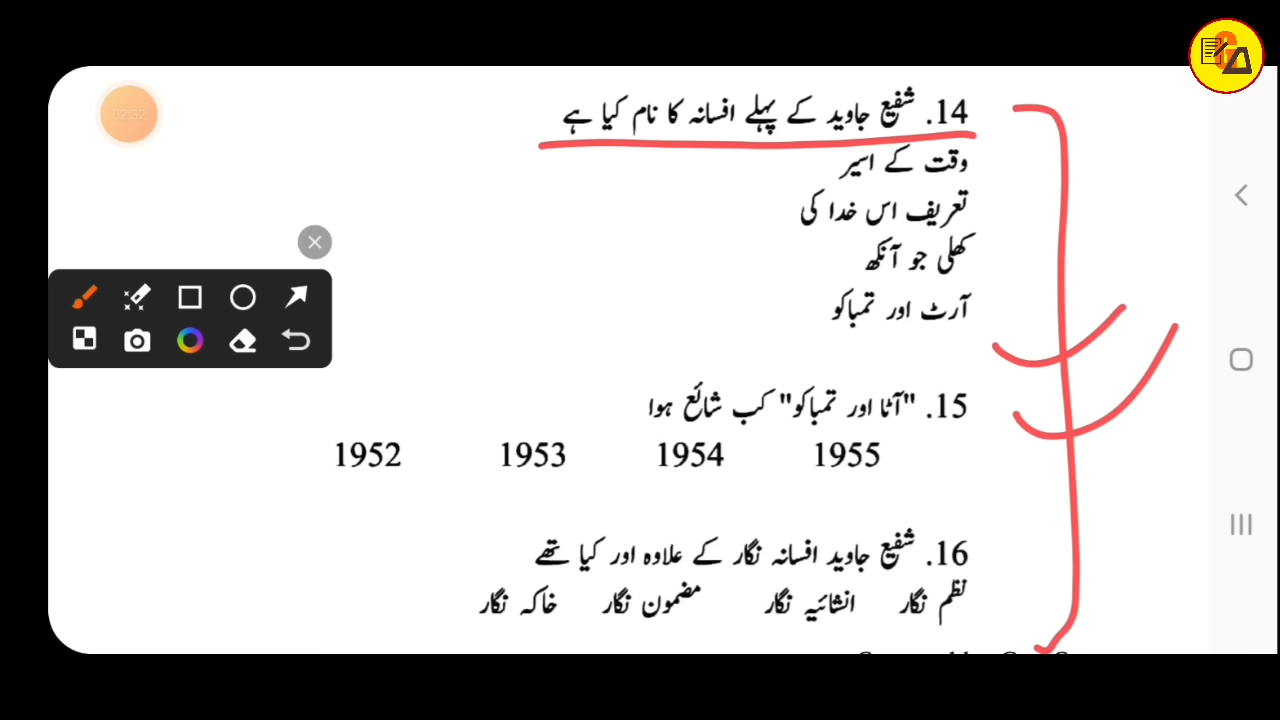 02:32
14. شفیع جاوید کے پہلے افسانہ کا نام کیا ہے
وقت کے اسیر
تعریف اس خدا کی
کھلی جو آنکھ
آرٹ اور تمباکو
15. "آٹا اور تمباکو" کب شائع ہوا
1955 1954 1953 1952
16. شفیع جاوید افسانہ نگار کے علاوہ اور کیا تھے
نظم نگار انشائیہ نگار مضمون نگار خاکہ نگار